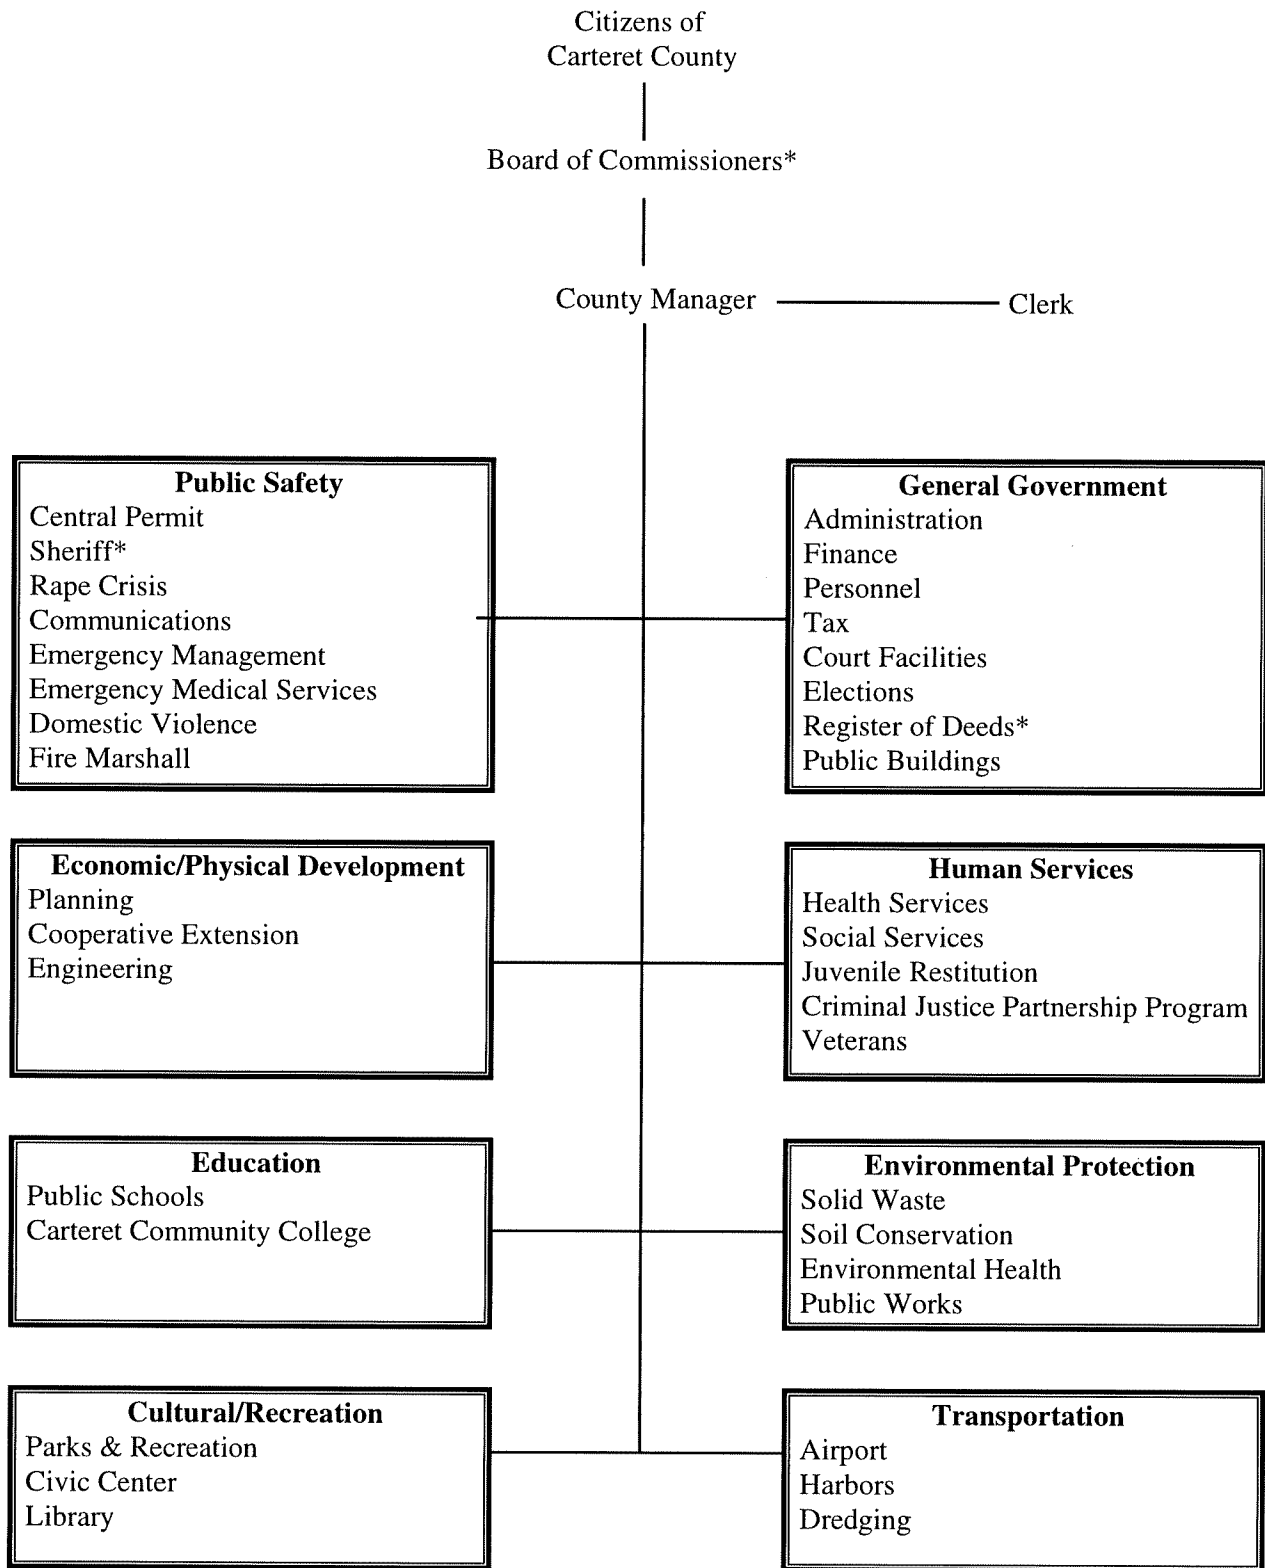 Citizens of
Carteret County
Board of Commissioners*
County Manager
Clerk
Public Safety
Central Permit
Sheriff*
Rape Crisis
Communications
Emergency Management
Emergency Medical Services
Domestic Violence
Fire Marshall
General Government
Administration
Finance
Personnel
Tax
Court Facilities
Elections
Register of Deeds*
Public Buildings
Economic/Physical Development
Planning
Cooperative Extension
Engineering
Human Services
Health Services
Social Services
Juvenile Restitution
Criminal Justice Partnership Program
Veterans
Education
Public Schools
Carteret Community College
Environmental Protection
Solid Waste
Soil Conservation
Environmental Health
Public Works
Cultural/Recreation
Parks & Recreation
Civic Center
Library
Transportation
Airport
Harbors
Dredging